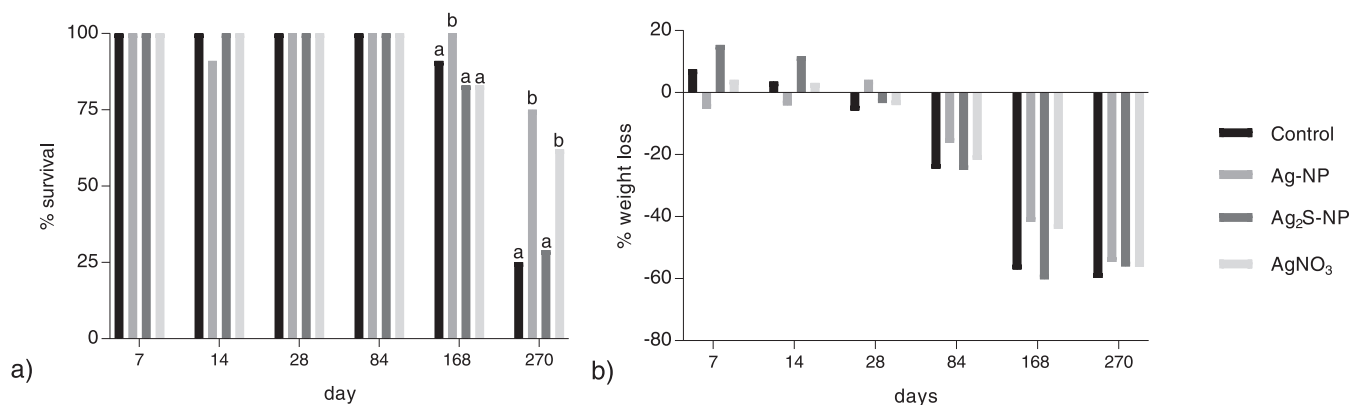 100
75
50
25
0
% survival
b
a
a a
b
b
a
a
7 14 28 84 168 270
day
a)
20
0
-20
-40
-60
-80
% weight loss
7 14 28 84 168 270
days
b)
Control
Ag-NP
Ag₂S-NP
AgNO₃